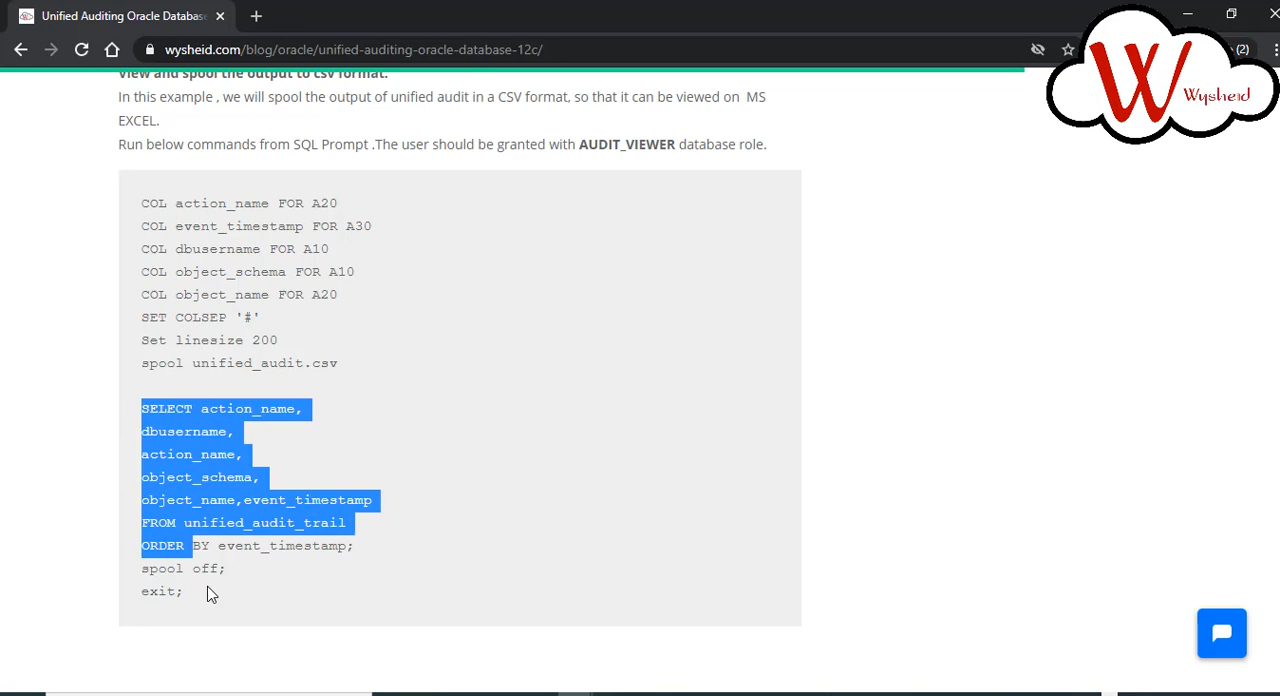 Unified Auditing Oracle Databas
wysheid.com/blog/oracle/unified-auditing-oracle-database-12c/
(2)
W Wysheid
View and spool the output to csv format.
In this example , we will spool the output of unified audit in a CSV format, so that it can be viewed on MS
EXCEL.
Run below commands from SQL Prompt .The user should be granted with AUDIT_VIEWER database role.
COL action_name FOR A20
COL event_timestamp FOR A30
COL dbusername FOR A10
COL object_schema FOR A10
COL object_name FOR A20
SET COLSEP '#'
Set linesize 200
spool unified_audit.csv
SELECT action_name,
dbusername,
action_name,
object_schema,
object_name,event_timestamp
FROM unified_audit_trail
ORDER BY event_timestamp;
spool off;
exit;